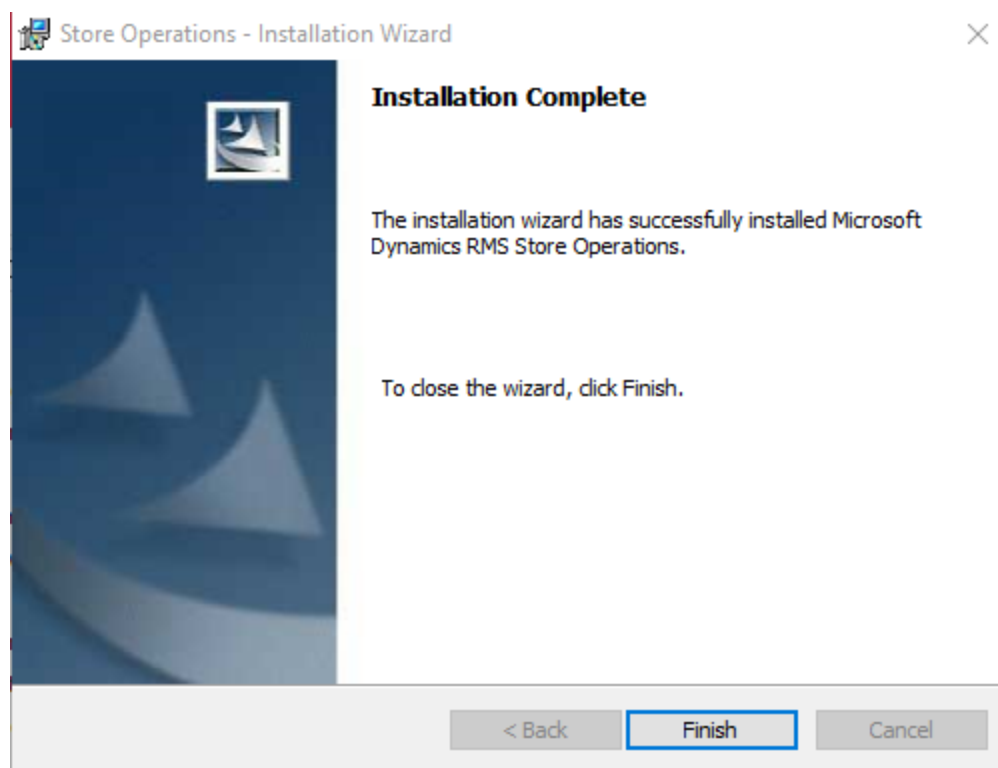 Store Operations - Installation Wizard
Installation Complete
The installation wizard has successfully installed Microsoft
Dynamics RMS Store Operations.
To close the wizard, click Finish.
< Back
Finish
Cancel